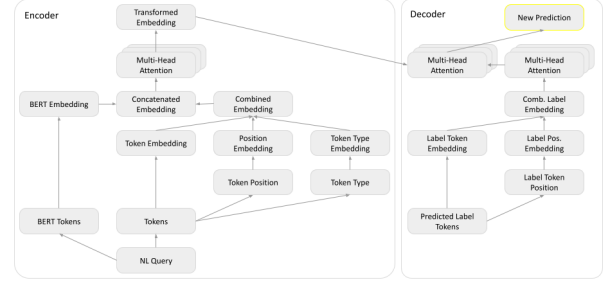 Encoder
Transformed
Embedding
Multi-Head
Attention
BERT Embedding
Concatenated
Embedding
Combined
Embedding
Token Embedding
Position
Embedding
Token Type
Embedding
Token Position
Token Type
BERT Tokens
Tokens
NL Query
Decoder
New Prediction
Multi-Head
Attention
Multi-Head
Attention
Comb. Label
Embedding
Label Token
Embedding
Label Pos.
Embedding
Label Token
Position
Predicted Label
Tokens